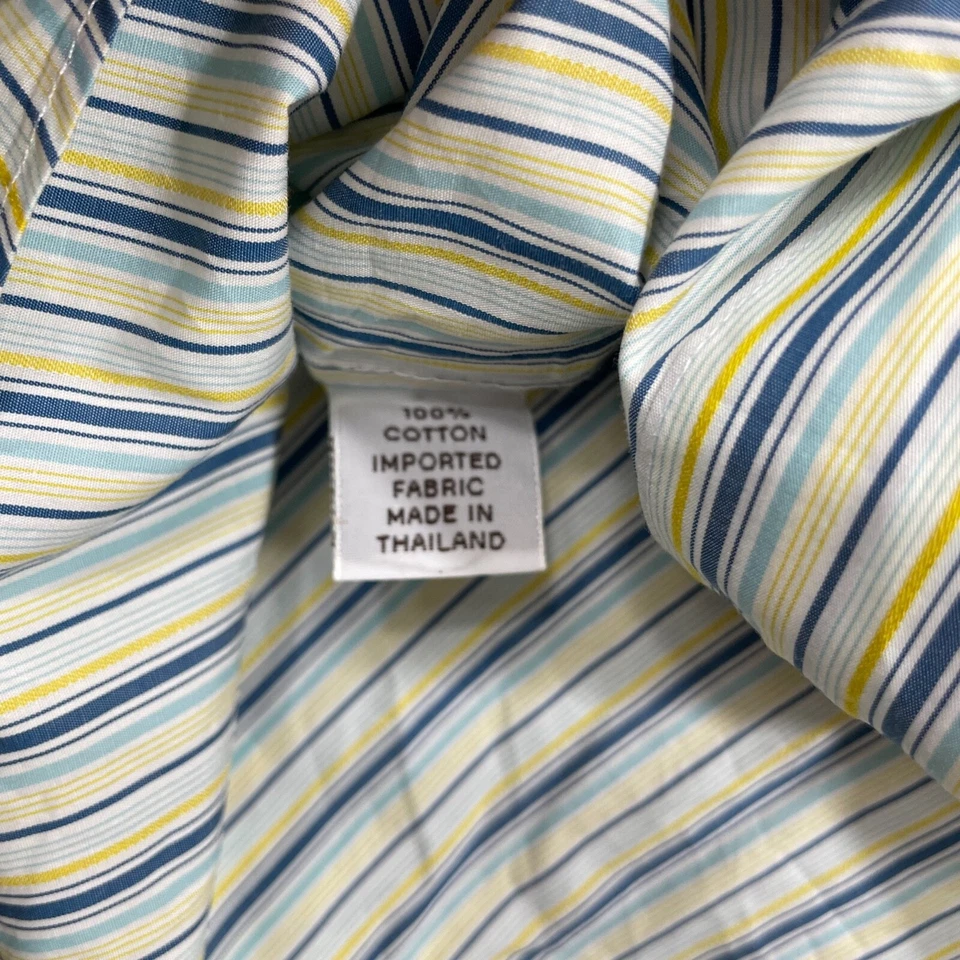 100%
COTTON
IMPORTED
FABRIC
MADE IN
THAILAND